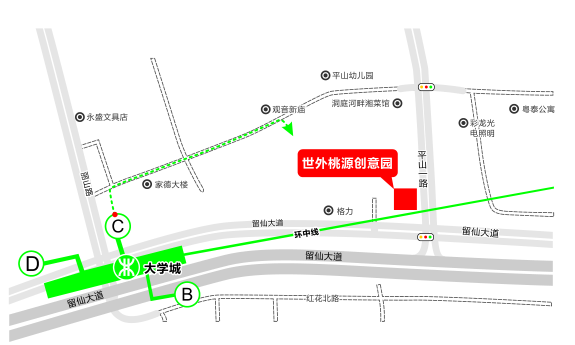 平山幼儿园
观音新庙
洞庭河畔湘菜馆
粤泰公寓
永盛文具店
彩龙光
电照明
世外桃源创意园
平山一路
家德大楼
格力
留仙大道
留仙大道
环中线
C
D
大学城
留仙大道
B
留仙大道
红花北路